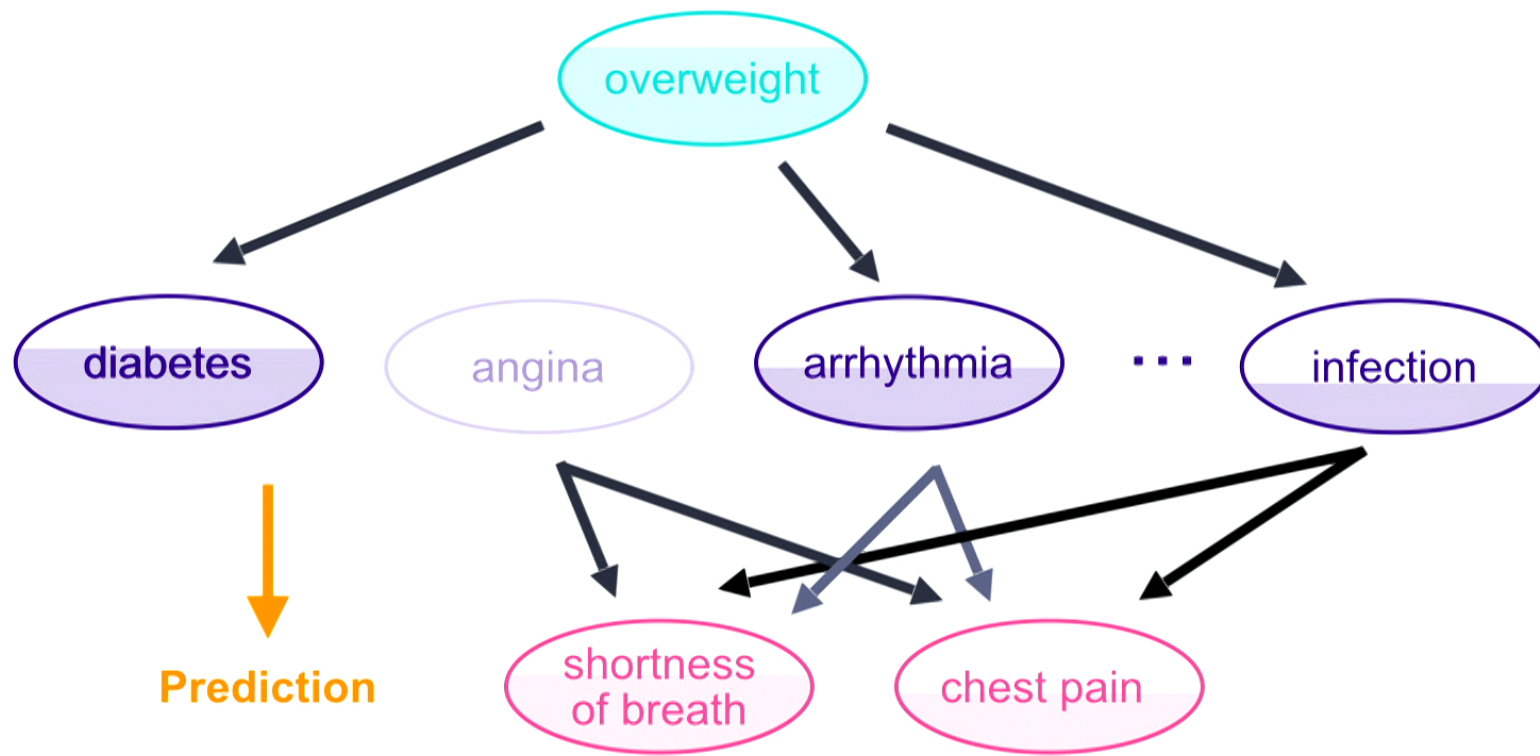 overweight
diabetes
angina
arrhythmia
...
infection
Prediction
shortness
of breath
chest pain